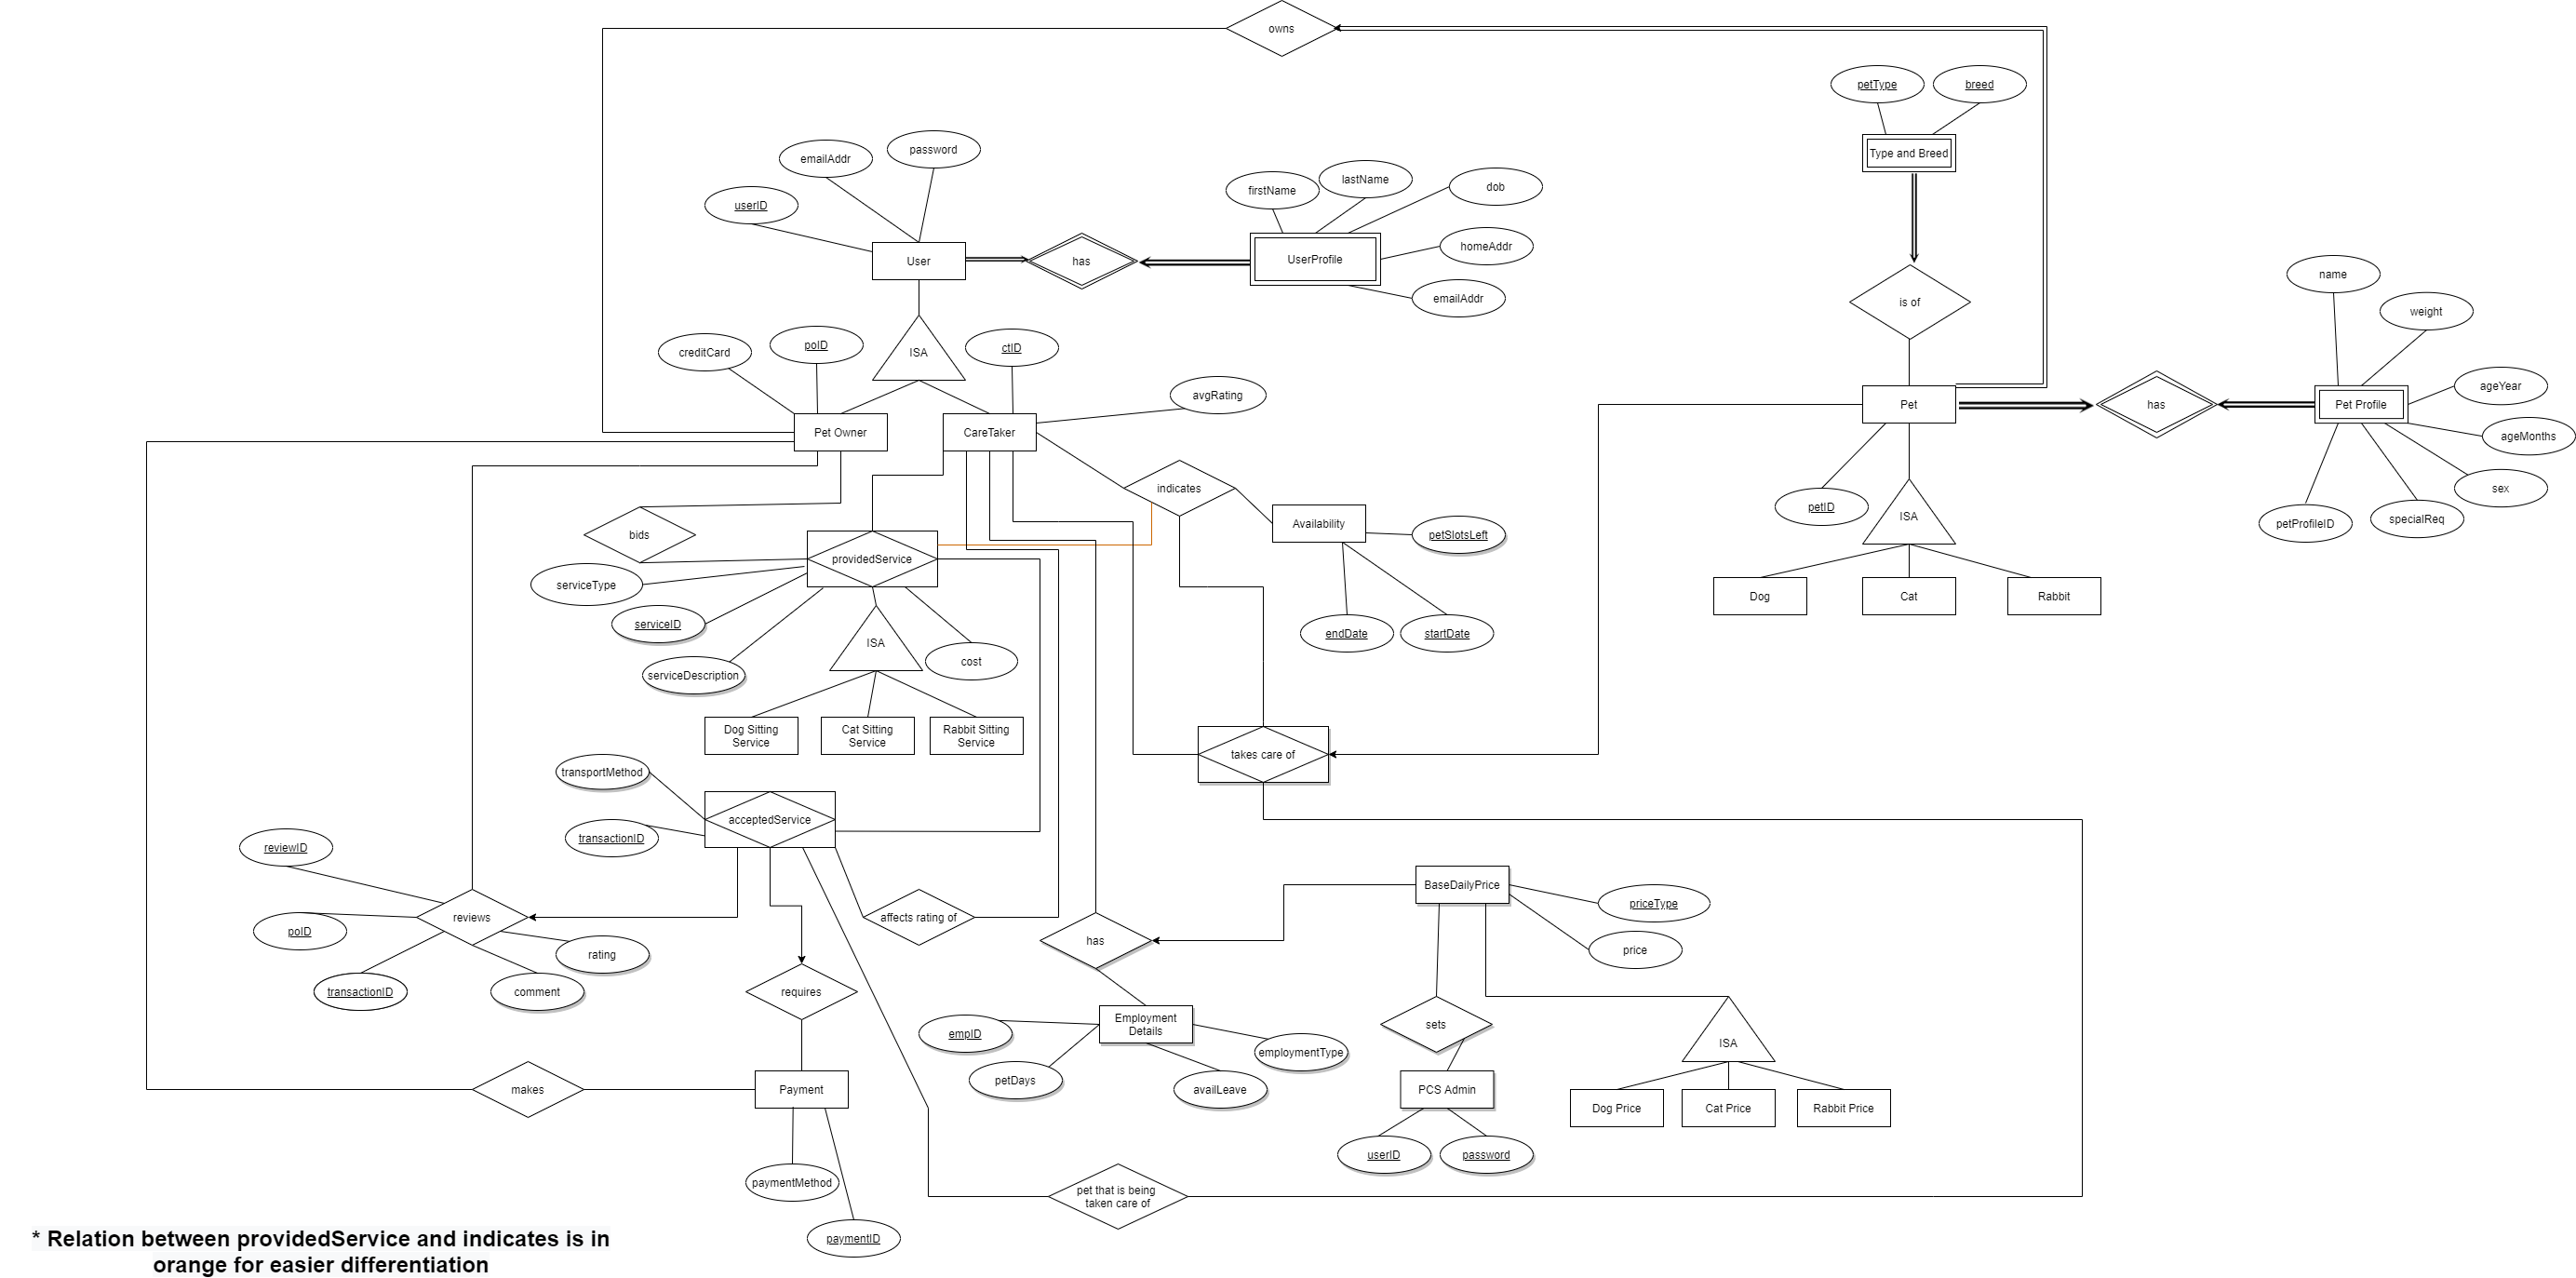 owns
petType
breed
Type and Breed
emailAddr
password
userID
firstName
lastName
dob
homeAddr
emailAddr
User
has
UserProfile
is of
name
weight
ageYear
ageMonths
sex
specialReq
petProfileID
Pet
has
Pet Profile
petID
ISA
Dog
Cat
Rabbit
creditCard
poID
ISA
ctID
avgRating
Pet Owner
CareTaker
indicates
Availability
petSlotsLeft
endDate
startDate
bids
providedService
serviceType
serviceID
serviceDescription
ISA
cost
Dog Sitting
Service
Cat Sitting
Service
Rabbit Sitting
Service
takes care of
transportMethod
acceptedService
transactionID
reviewID
poID
reviews
rating
transactionID
comment
affects rating of
has
BaseDailyPrice
priceType
price
requires
empID
Employment
Details
employmentType
petDays
availLeave
sets
ISA
makes
Payment
PCS Admin
Dog Price
Cat Price
Rabbit Price
userID
password
paymentMethod
paymentID
pet that is being
taken care of
* Relation between providedService and indicates is in
orange for easier differentiation